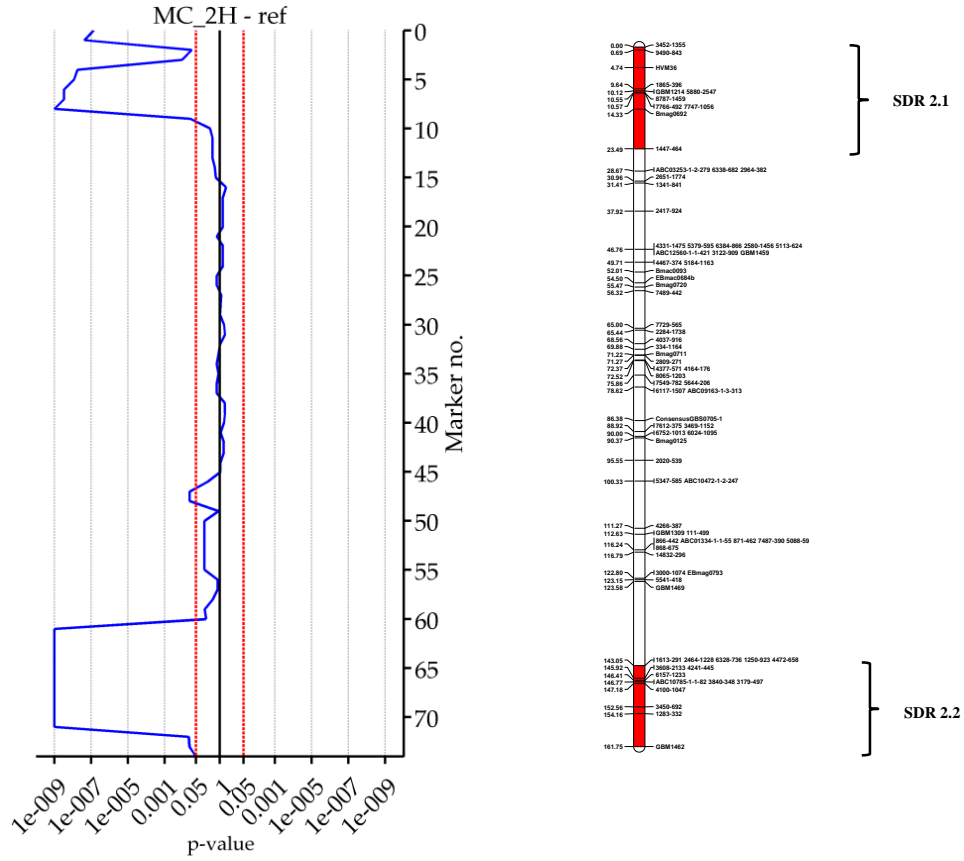 MC_2H - ref
0
5
10
15
20
25
30
35
40
45
50
55
60
65
70
Marker no.
1e-009
1e-007
1e-005
0.001
0.05
1
0.05
0.001
1e-005
1e-007
1e-009
p-value
0.00 3452-1355
0.69 9490-843
4.74 HVM36
9.64 1865-396
10.12 GBM1214 5880-2547
10.55 8787-1459
10.57 7766-492 7747-1056
14.33 Bmag0692
23.49 1447-464
28.67 ABC03253-1-2-279 6338-682 2964-382
30.96 2651-1774
31.41 1341-841
37.92 2417-924
46.76 4331-1475 5379-595 6384-866 2580-1456 5113-624
ABC12560-1-1-421 3122-909 GBM1459
49.71 4467-374 5184-1163
52.01 Bmac0093
54.50 EBmac0684b
55.47 Bmag0720
56.32 7489-442
65.00 7729-565
65.44 2284-1738
68.56 4037-916
69.88 334-1164
71.22 Bmag0711
71.27 2809-271
72.37 4377-571 4164-176
72.52 8065-1203
75.86 7549-782 5644-206
78.62 6117-1507 ABC09163-1-3-313
86.38 ConsensusGBS0705-1
88.92 7612-375 3469-1152
90.00 6752-1013 6024-1095
90.37 Bmag0125
95.55 2020-539
100.33 5347-585 ABC10472-1-2-247
111.27 4266-387
112.63 GBM1309 111-499
116.24 866-442 ABC01334-1-1-55 871-462 7487-390 5088-59
868-675
116.79 14832-296
122.80 3000-1074 EBmag0793
123.15 5541-418
123.58 GBM1469
143.05 1613-291 2464-1228 6328-736 1250-923 4472-658
145.92 3608-2133 4241-445
146.41 6157-1233
146.77 ABC10785-1-1-82 3840-348 3179-497
147.18 4100-1047
152.56 3450-692
154.16 1283-332
161.75 GBM1462
SDR 2.1
SDR 2.2